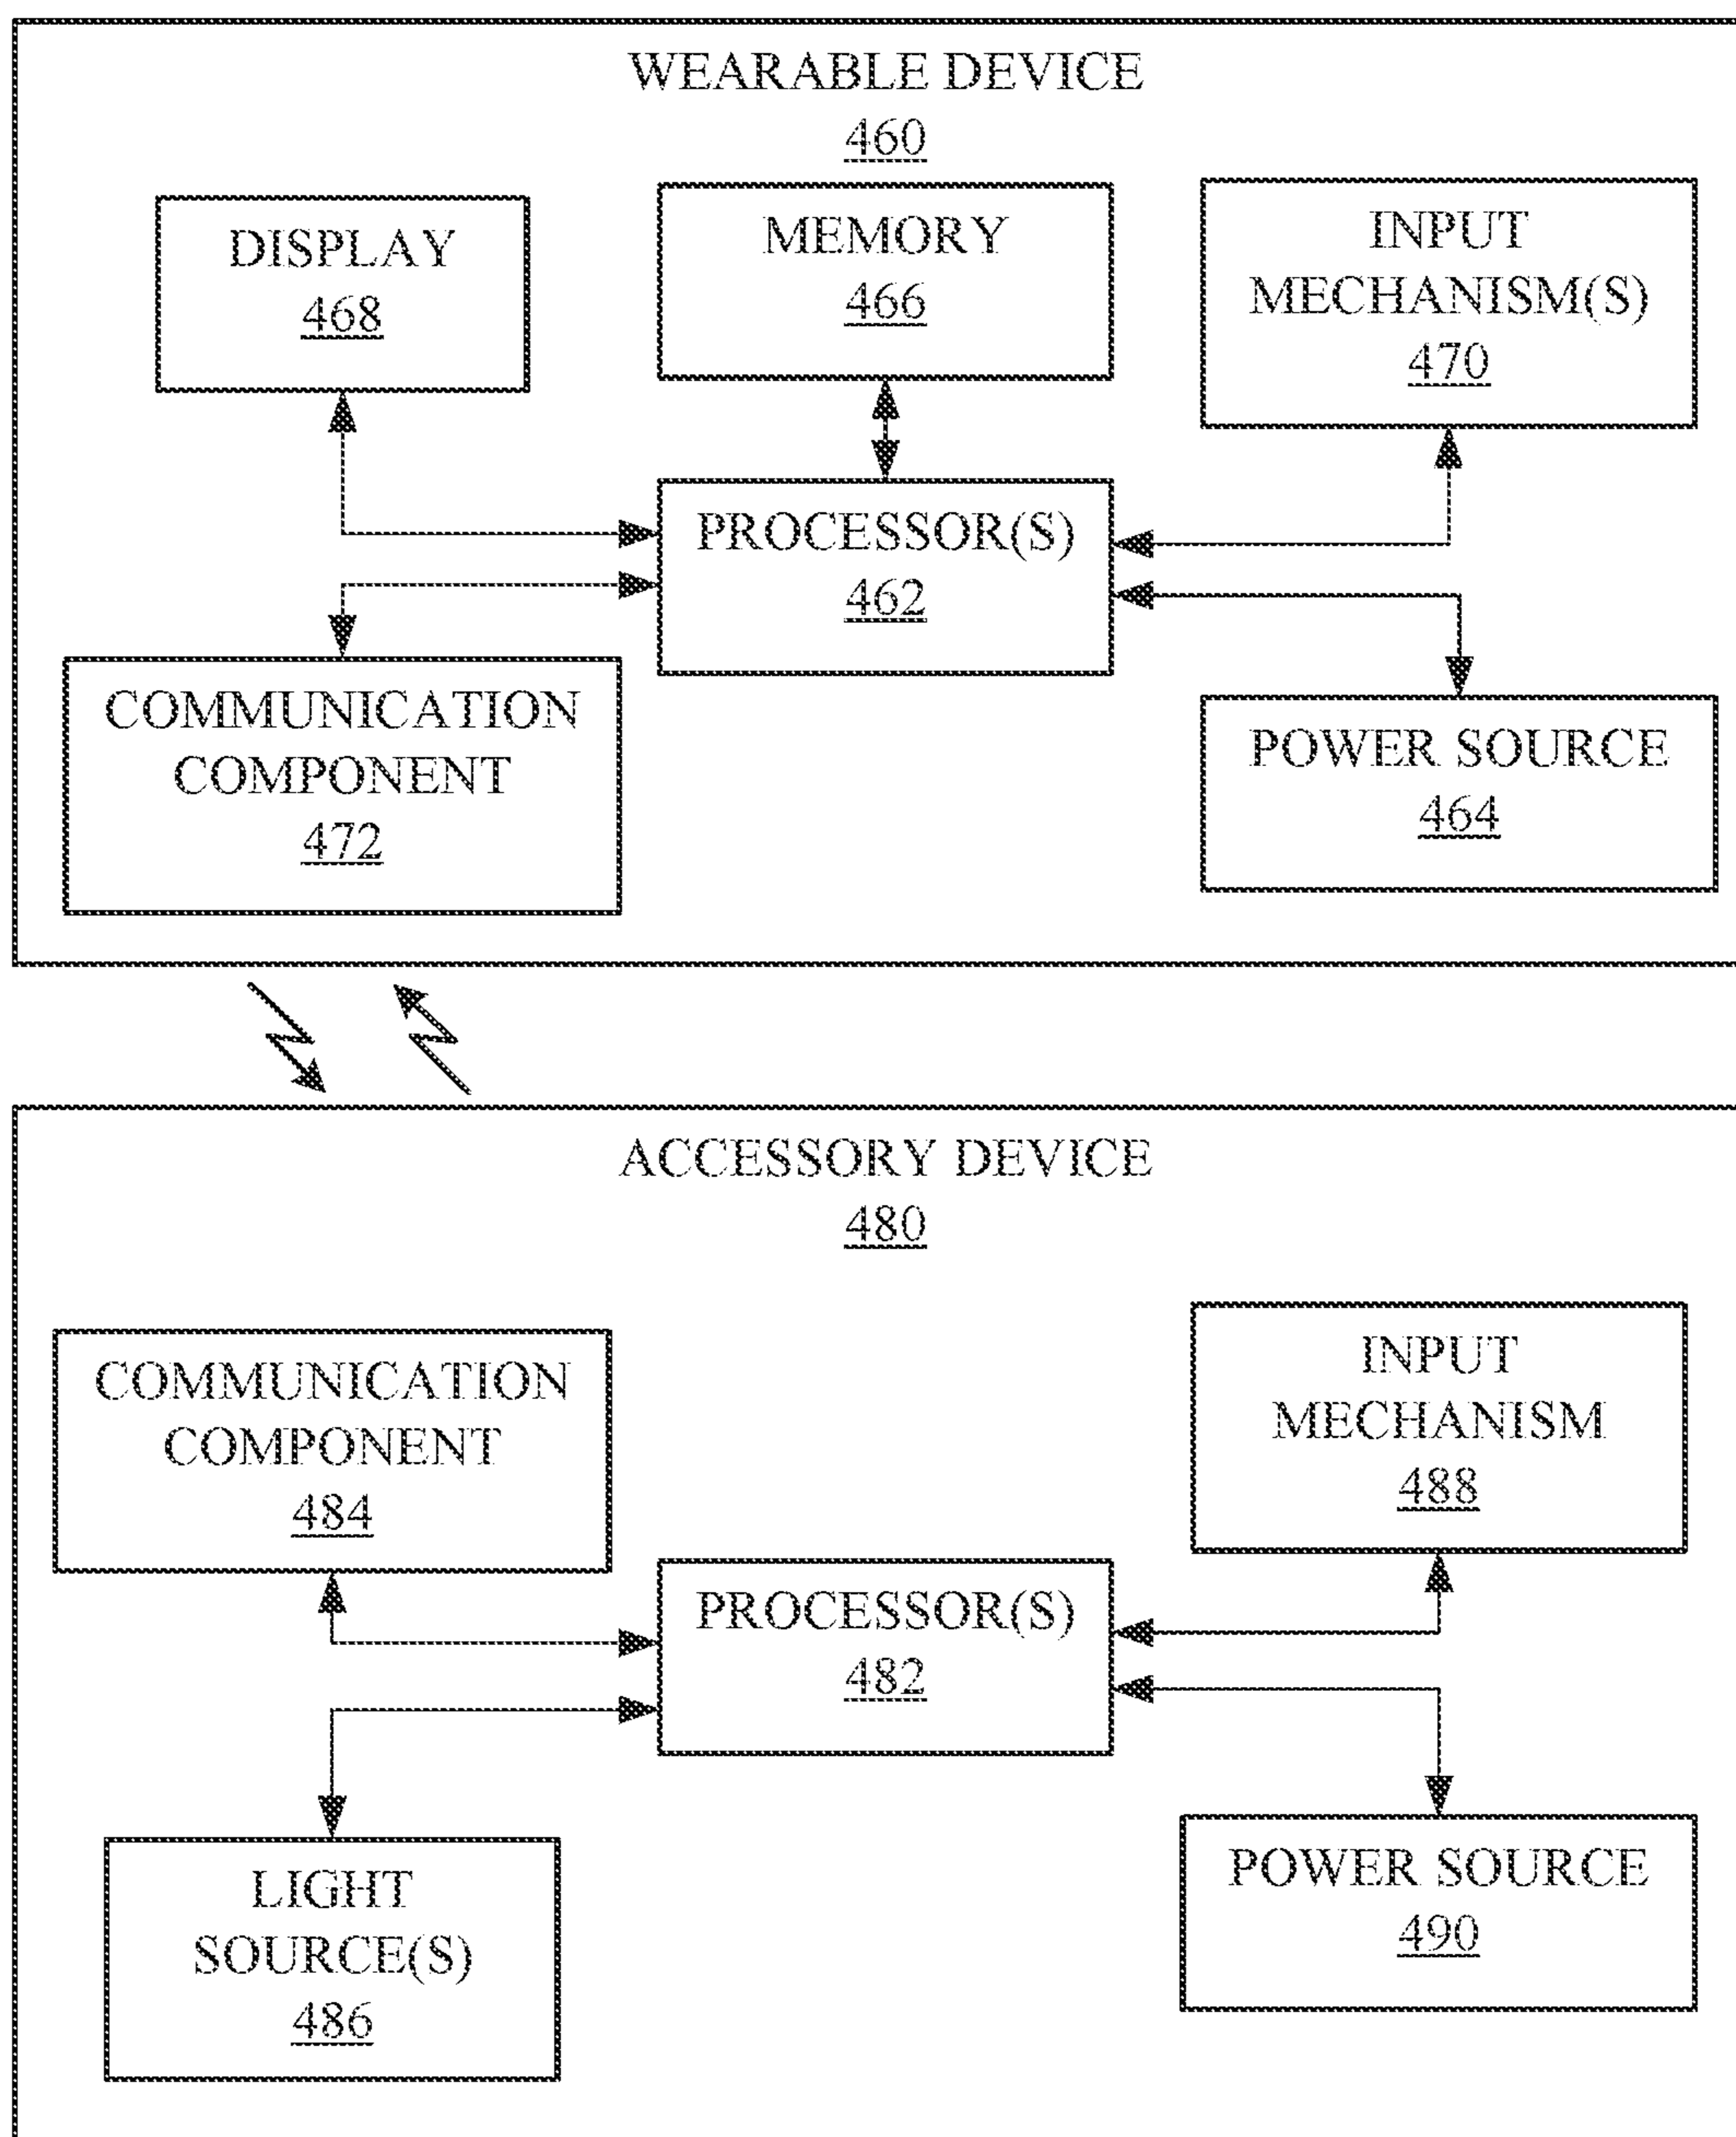 WEARABLE DEVICE
460
DISPLAY
468
MEMORY
466
INPUT
MECHANISM(S)
470
PROCESSOR(S)
462
COMMUNICATION
COMPONENT
472
POWER SOURCE
464
ACCESSORY DEVICE
480
COMMUNICATION
COMPONENT
484
INPUT
MECHANISM
488
PROCESSOR(S)
482
LIGHT
SOURCE(S)
486
POWER SOURCE
490